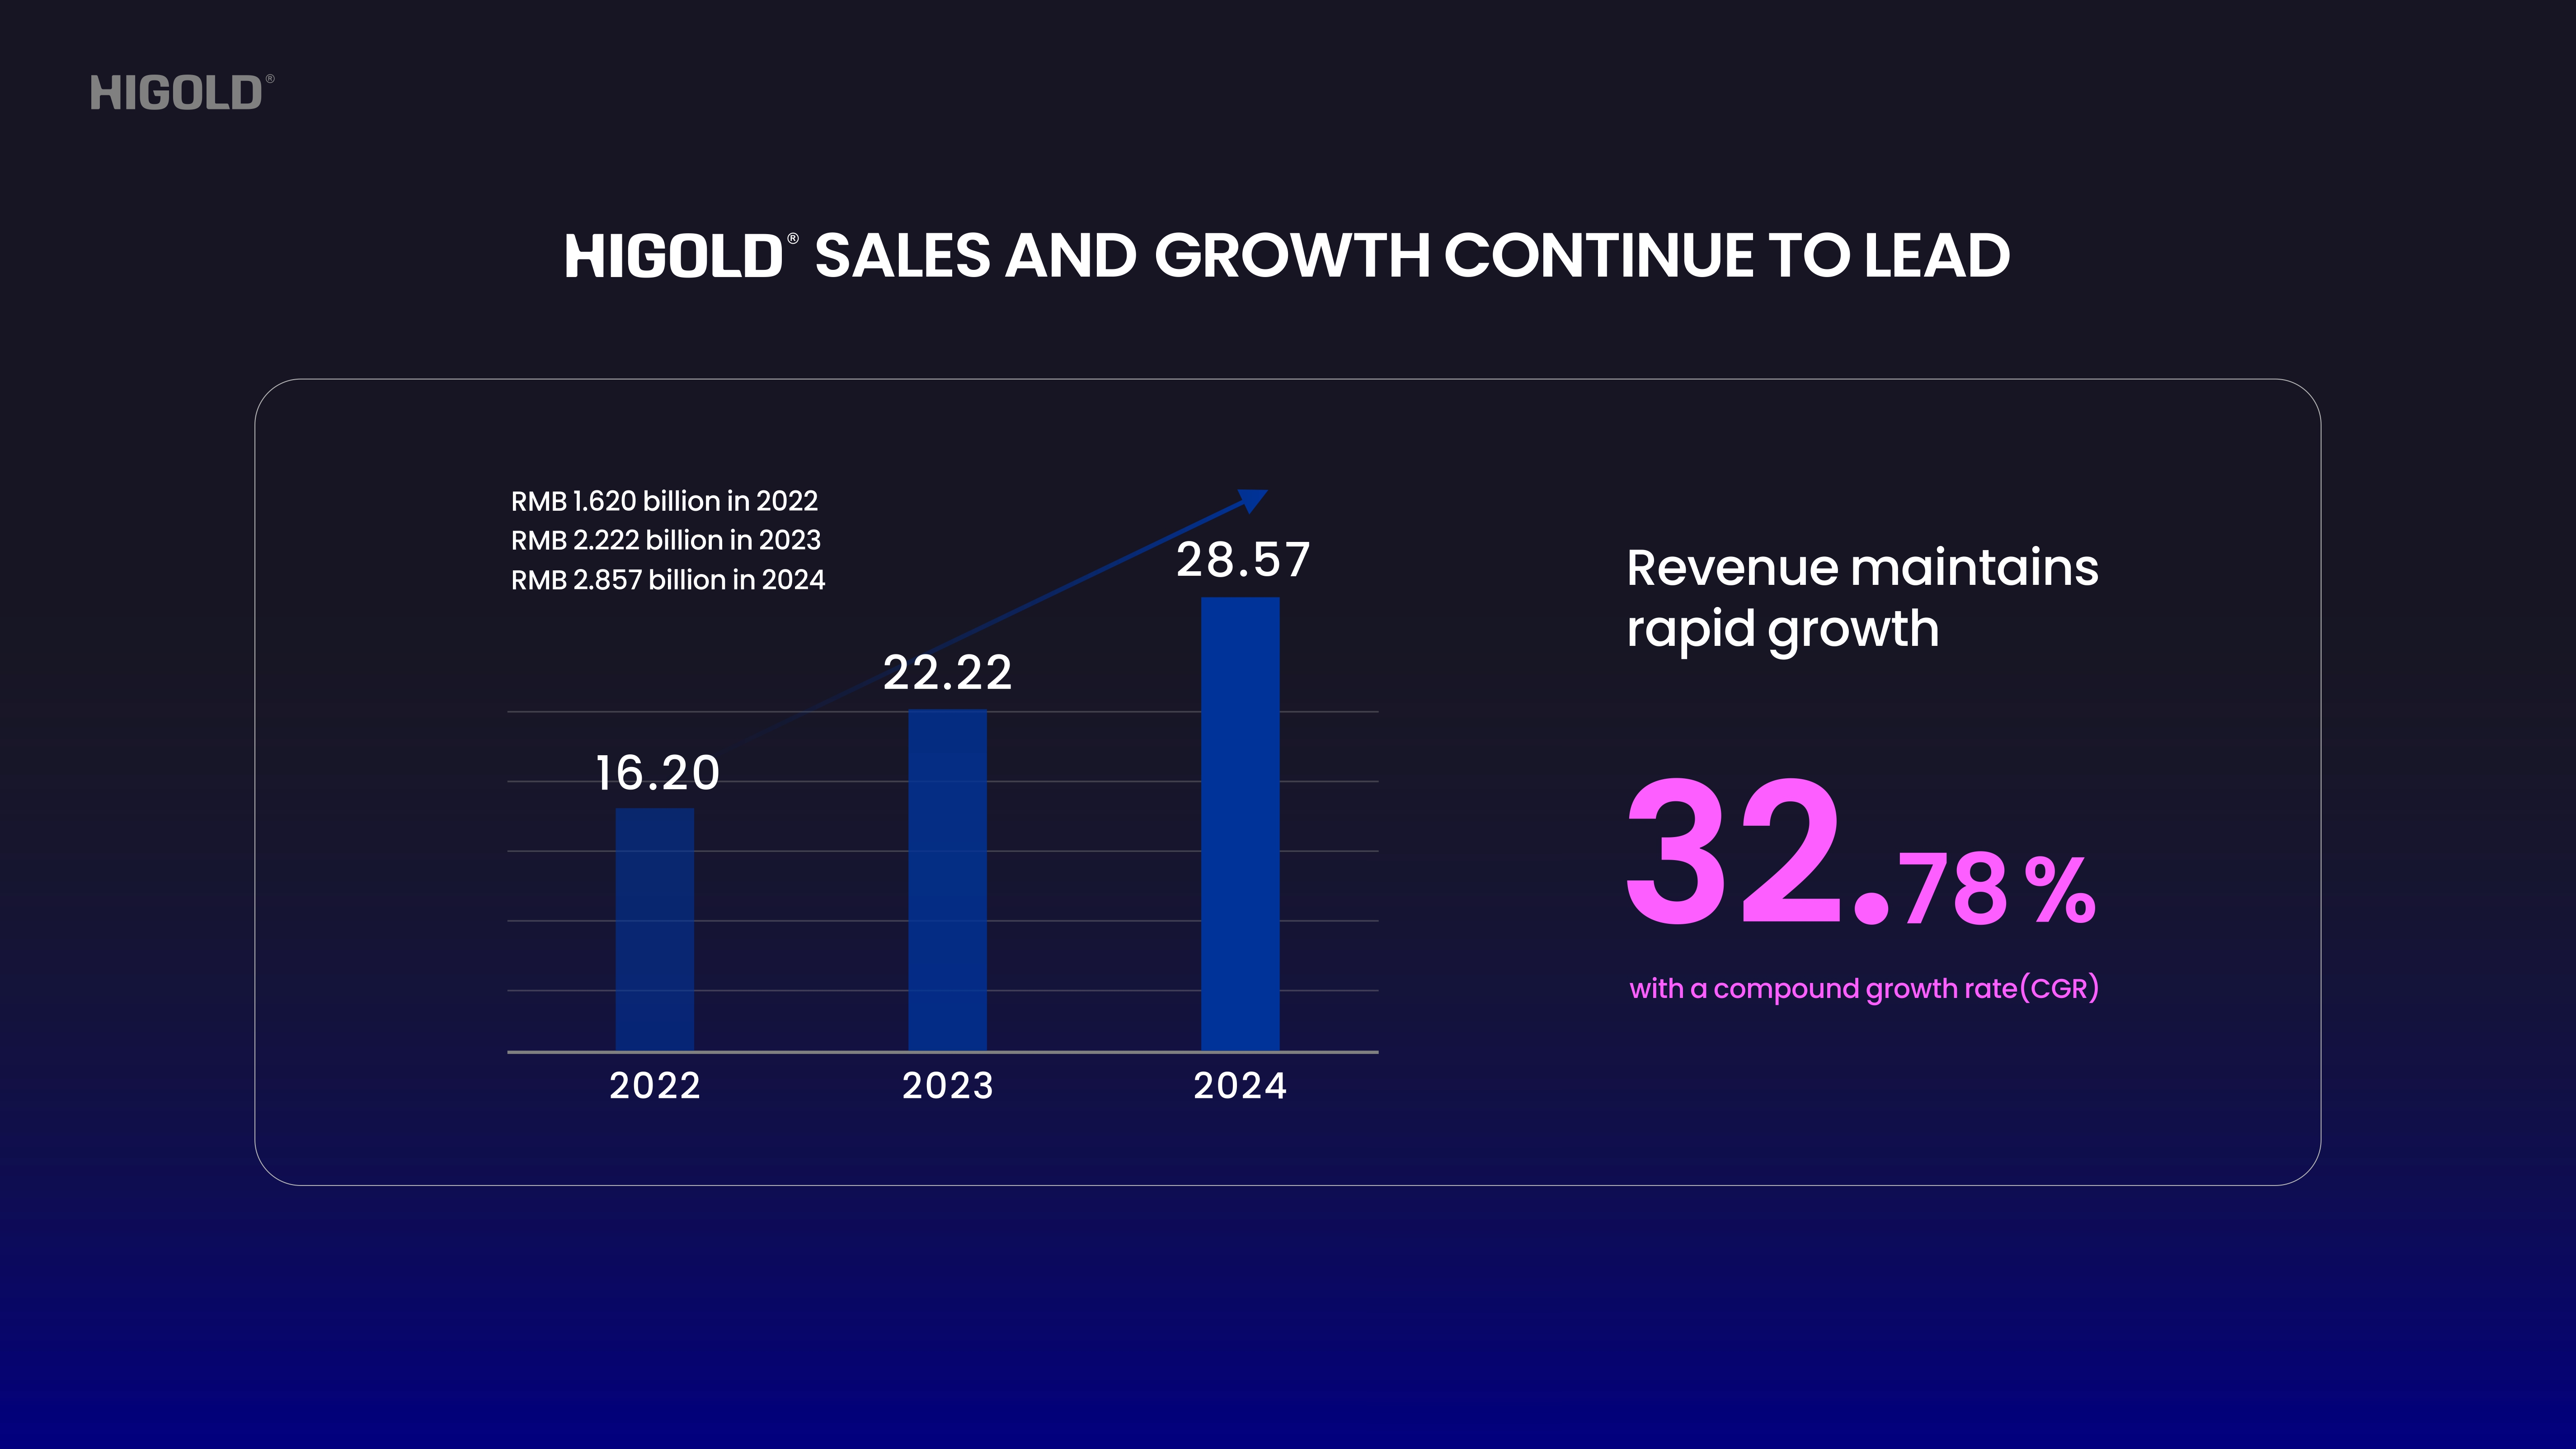 HIGOLD®
HIGOLD® SALES AND GROWTH CONTINUE TO LEAD
RMB 1.620 billion in 2022
RMB 2.222 billion in 2023
RMB 2.857 billion in 2024
28.57
22.22
16.20
2022 2023 2024
Revenue maintains
rapid growth
32.78%
with a compound growth rate(CGR)